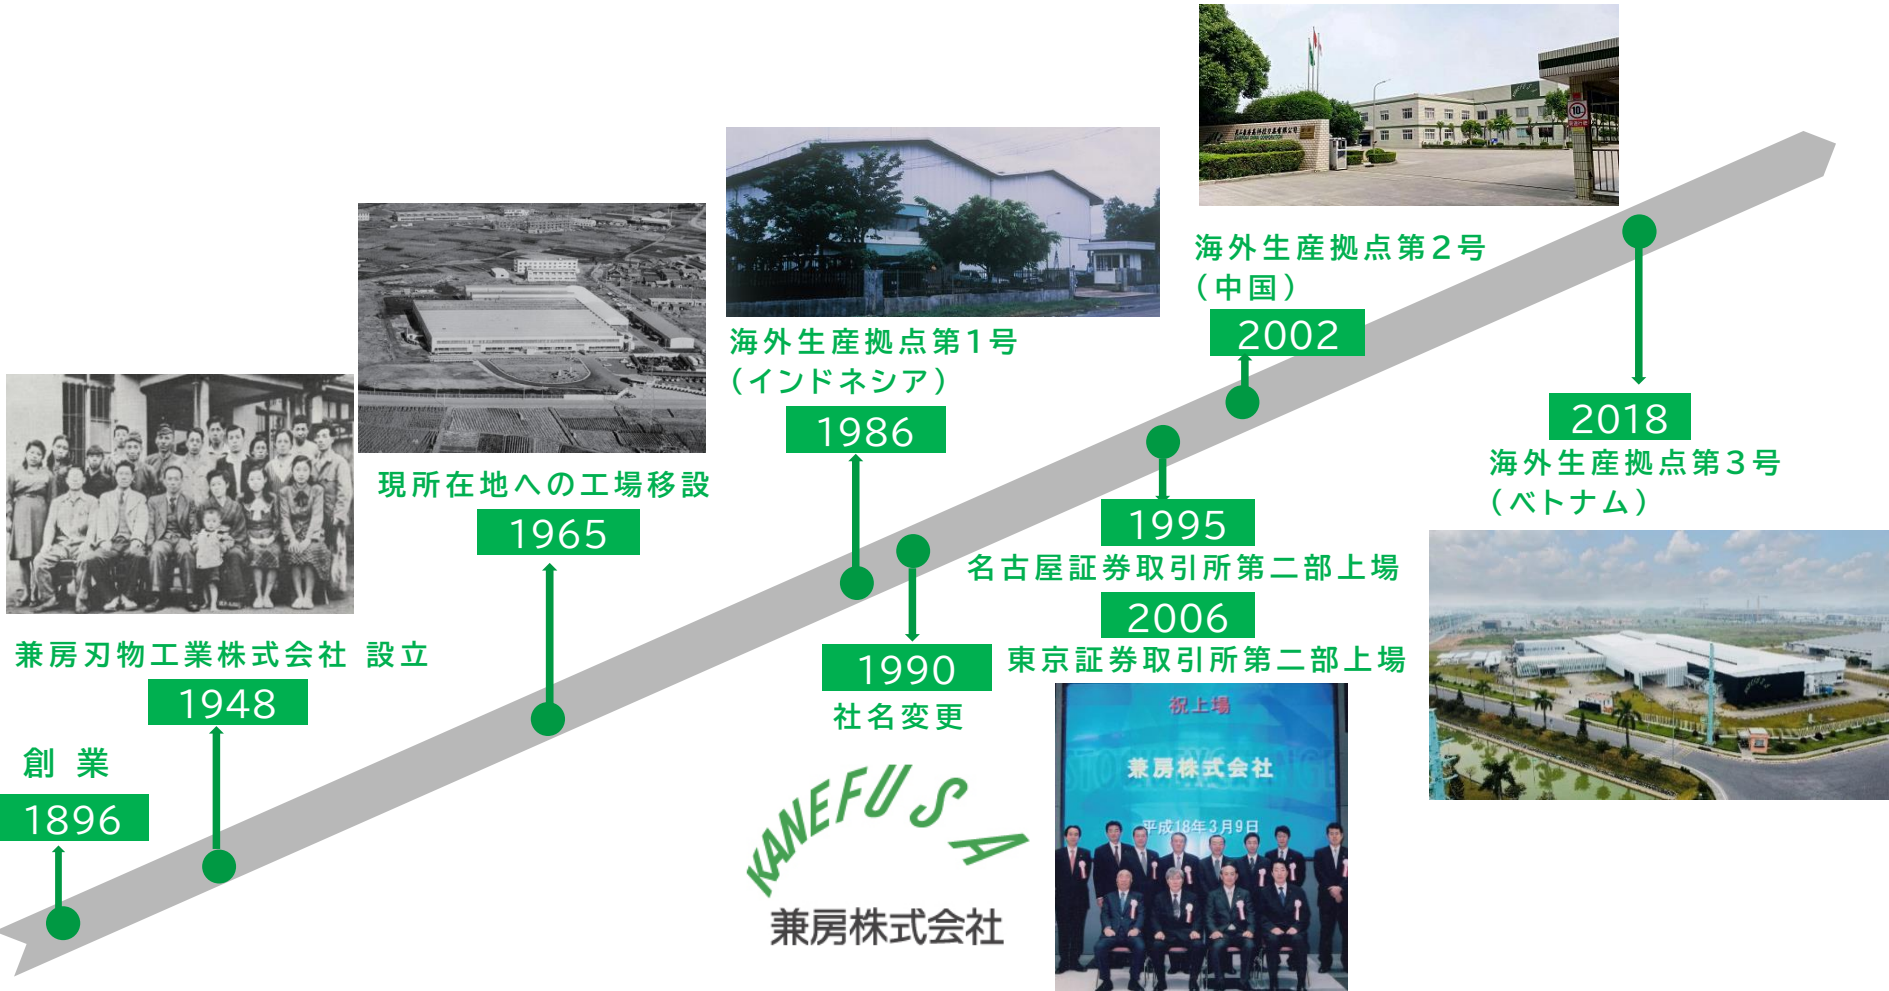 創 業
1896
兼房刃物工業株式会社 設立
1948
現所在地への工場移設
1965
海外生産拠点第1号
(インドネシア)
1986
1990
社名変更
KANEFUSA
兼房株式会社
1995
名古屋証券取引所第二部上場
2006
東京証券取引所第二部上場
祝上場
兼房株式会社
平成18年3月9日
海外生産拠点第2号
(中国)
2002
2018
海外生産拠点第3号
(ベトナム)
KANEFUSA